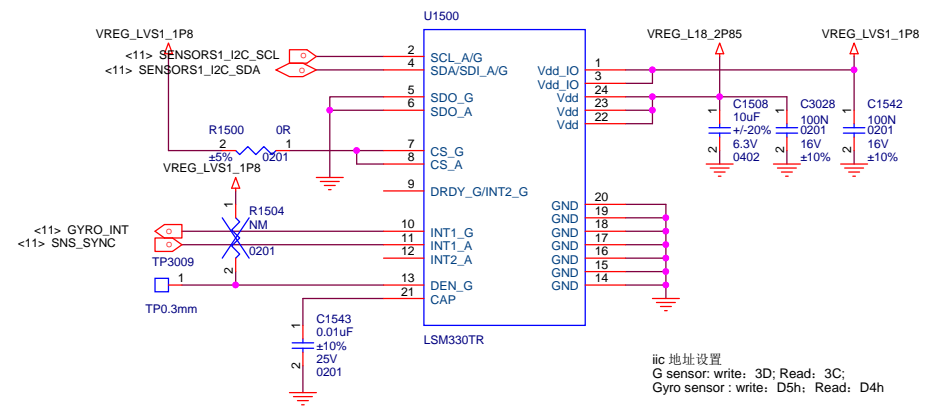 U1500
VREG_LVS1_1P8
VREG_L18_2P85
VREG_LVS1_1P8
<11> SENSORS1_I2C_SCL
2
SCL_A/G
<11> SENSORS1_I2C_SDA
4
SDA/SDI_A/G
Vdd_IO
1
Vdd_IO
3
5
SDO_G
Vdd
24
6
SDO_A
Vdd
23
Vdd
22
1
C1508
10uF
+/-20%
6.3V
0402
2
1
C3028
100N
0201
16V
±10%
2
1
C1542
100N
0201
16V
±10%
2
R1500
0R
2
1
±5%
0201
7
CS_G
8
CS_A
VREG_LVS1_1P8
9
DRDY_G/INT2_G
1
R1504
NM
0201
2
<11> GYRO_INT
10
INT1_G
<11> SNS_SYNC
11
INT1_A
12
INT2_A
GND
20
GND
19
GND
18
GND
17
GND
16
GND
15
GND
14
TP3009
1
TP0.3mm
13
DEN_G
21
CAP
1
C1543
0.01uF
±10%
25V
0201
2
LSM330TR
iic 地址设置
G sensor: write：3D; Read：3C;
Gyro sensor : write：D5h；Read：D4h